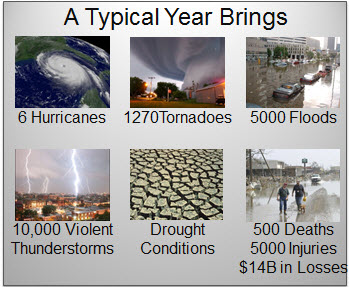 A Typical Year Brings
6 Hurricanes
1270Tornadoes
5000 Floods
10,000 Violent
Thunderstorms
Drought
Conditions
500 Deaths
5000 Injuries
$14B in Losses